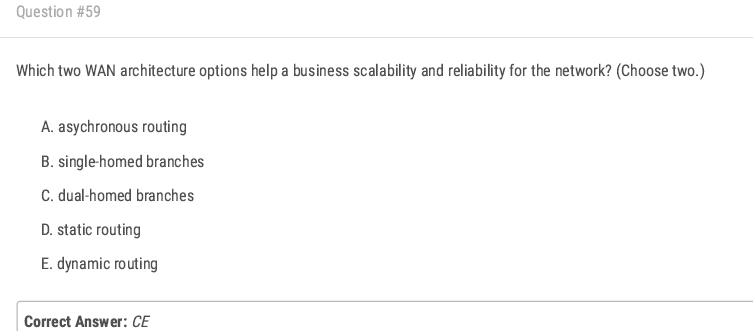 Question #59
Which two WAN architecture options help a business scalability and reliability for the network? (Choose two.)
A. asychronous routing
B. single-homed branches
C. dual-homed branches
D. static routing
E. dynamic routing
Correct Answer: CE